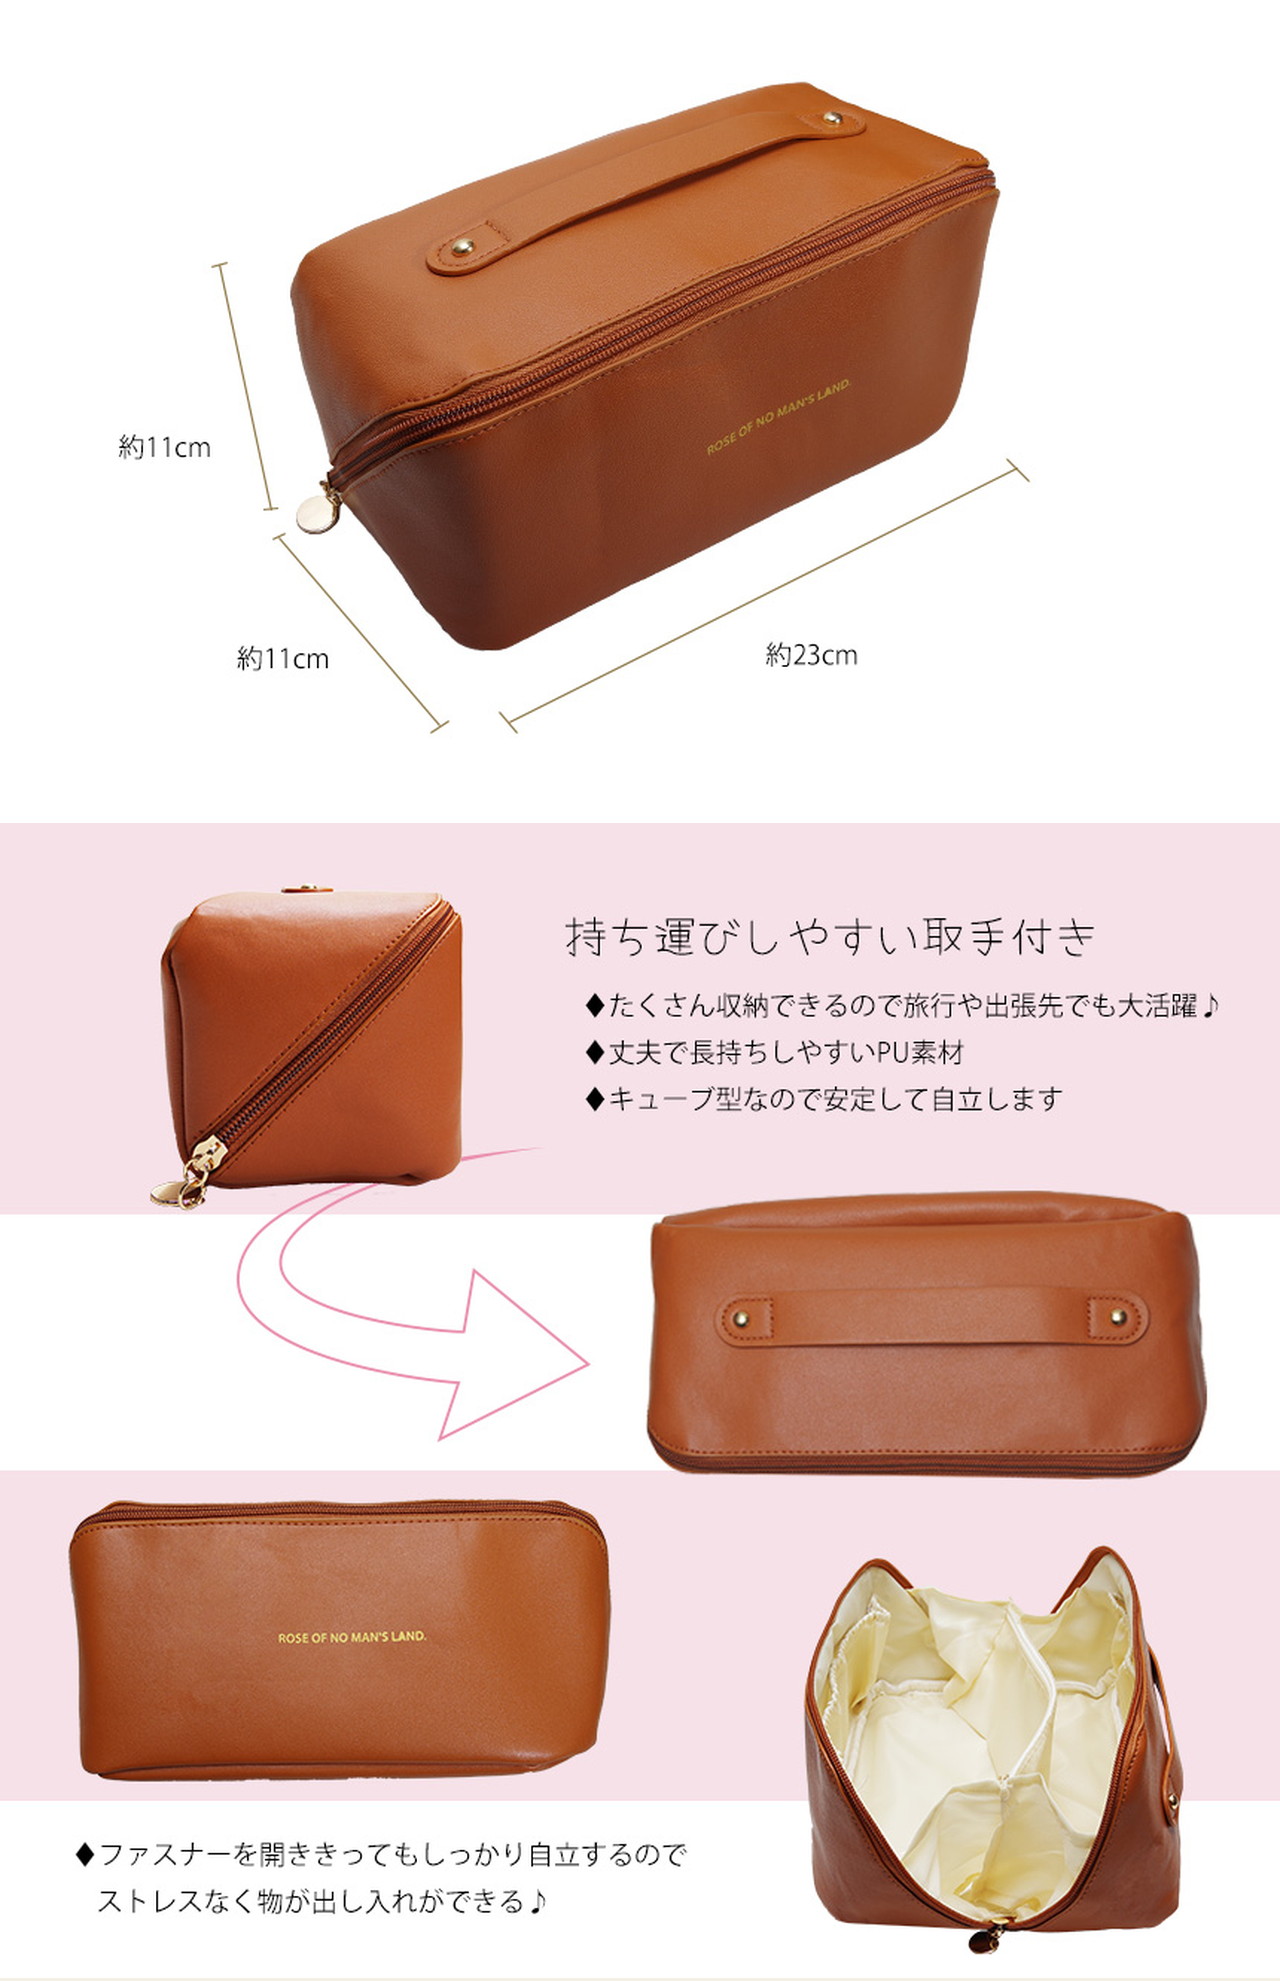 ROSE OF NO MAN'S LAND.
約11cm
約11cm
約23cm
持ち運びしやすい取手付き
♦たくさん収納できるので旅行や出張先でも大活躍♪
♦丈夫で長持ちしやすいPU素材
♦キューブ型なので安定して自立します
ROSE OF NO MAN'S LAND.
♦ファスナーを開ききってもしっかり自立するので
ストレスなく物が出し入れができる♪